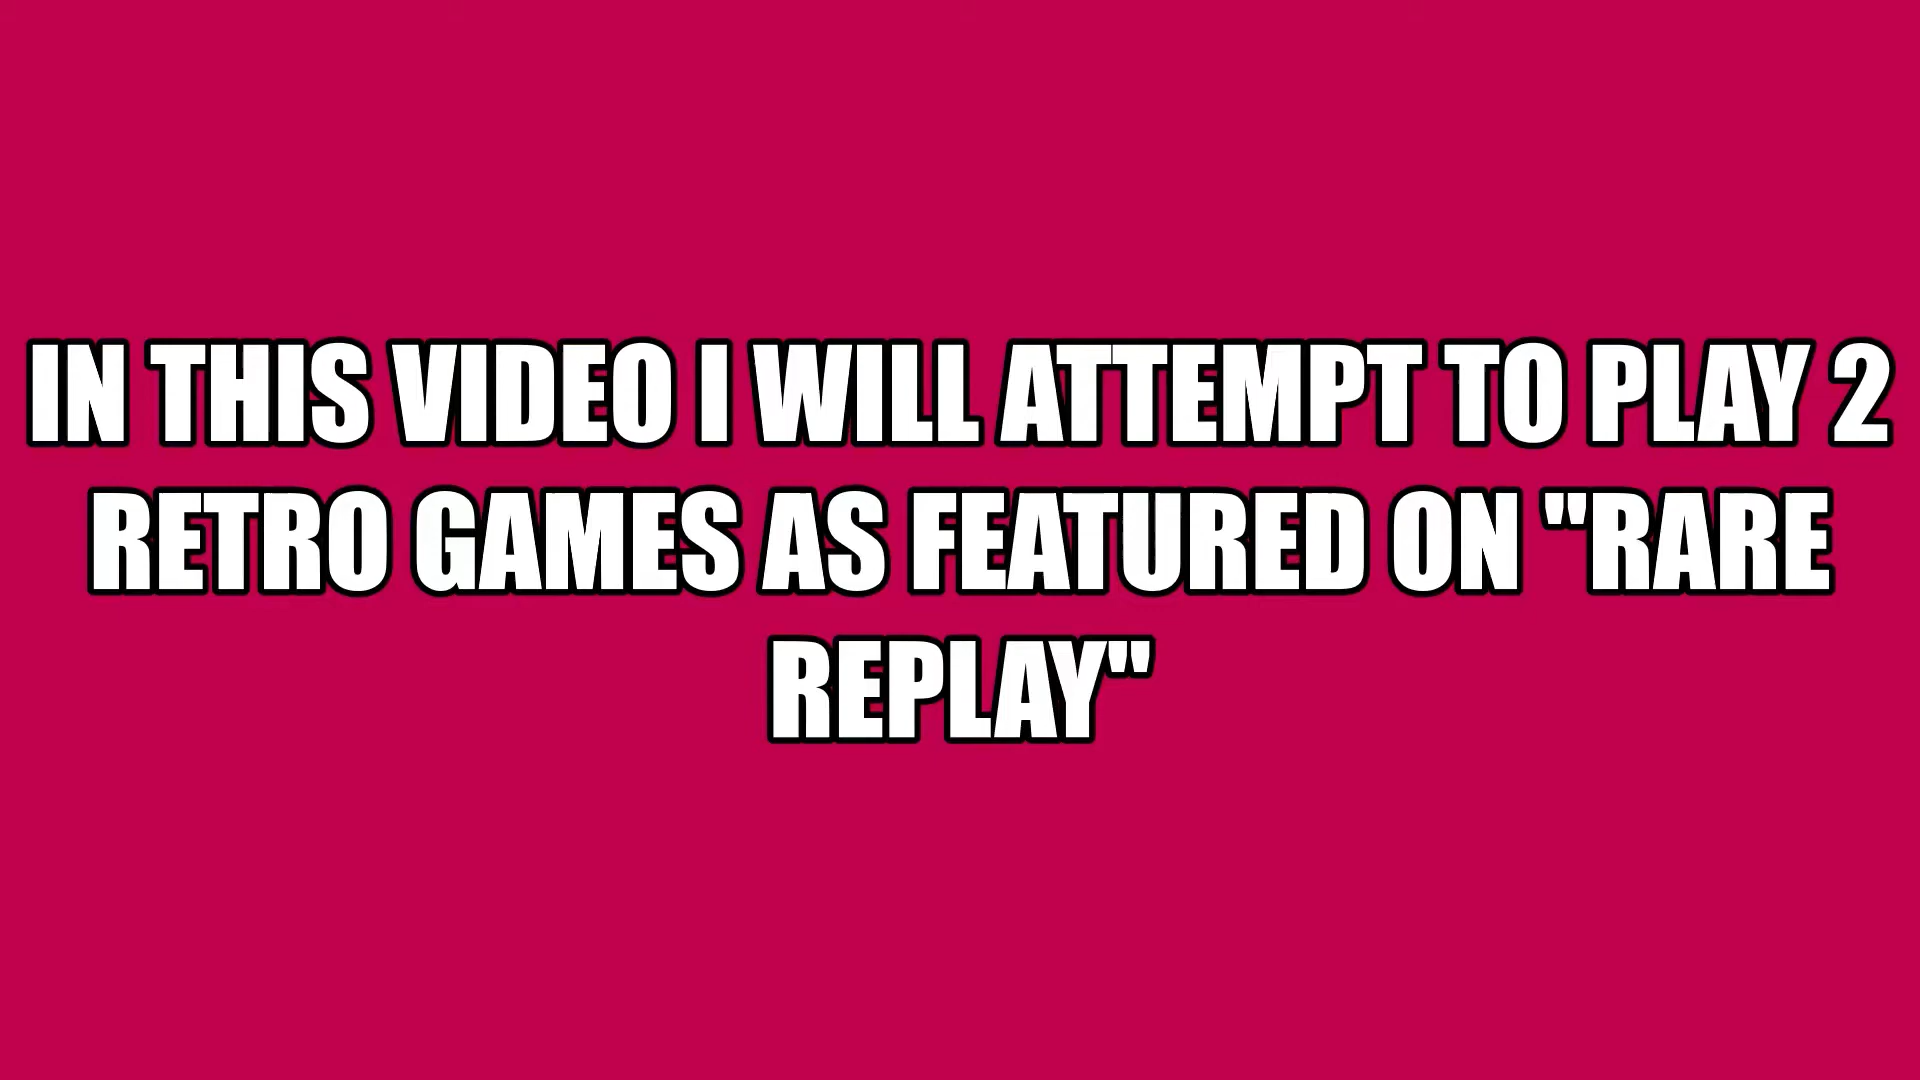 IN THIS VIDEO I WILL ATTEMPT TO PLAY 2
RETRO GAMES AS FEATURED ON "RARE
REPLAY"